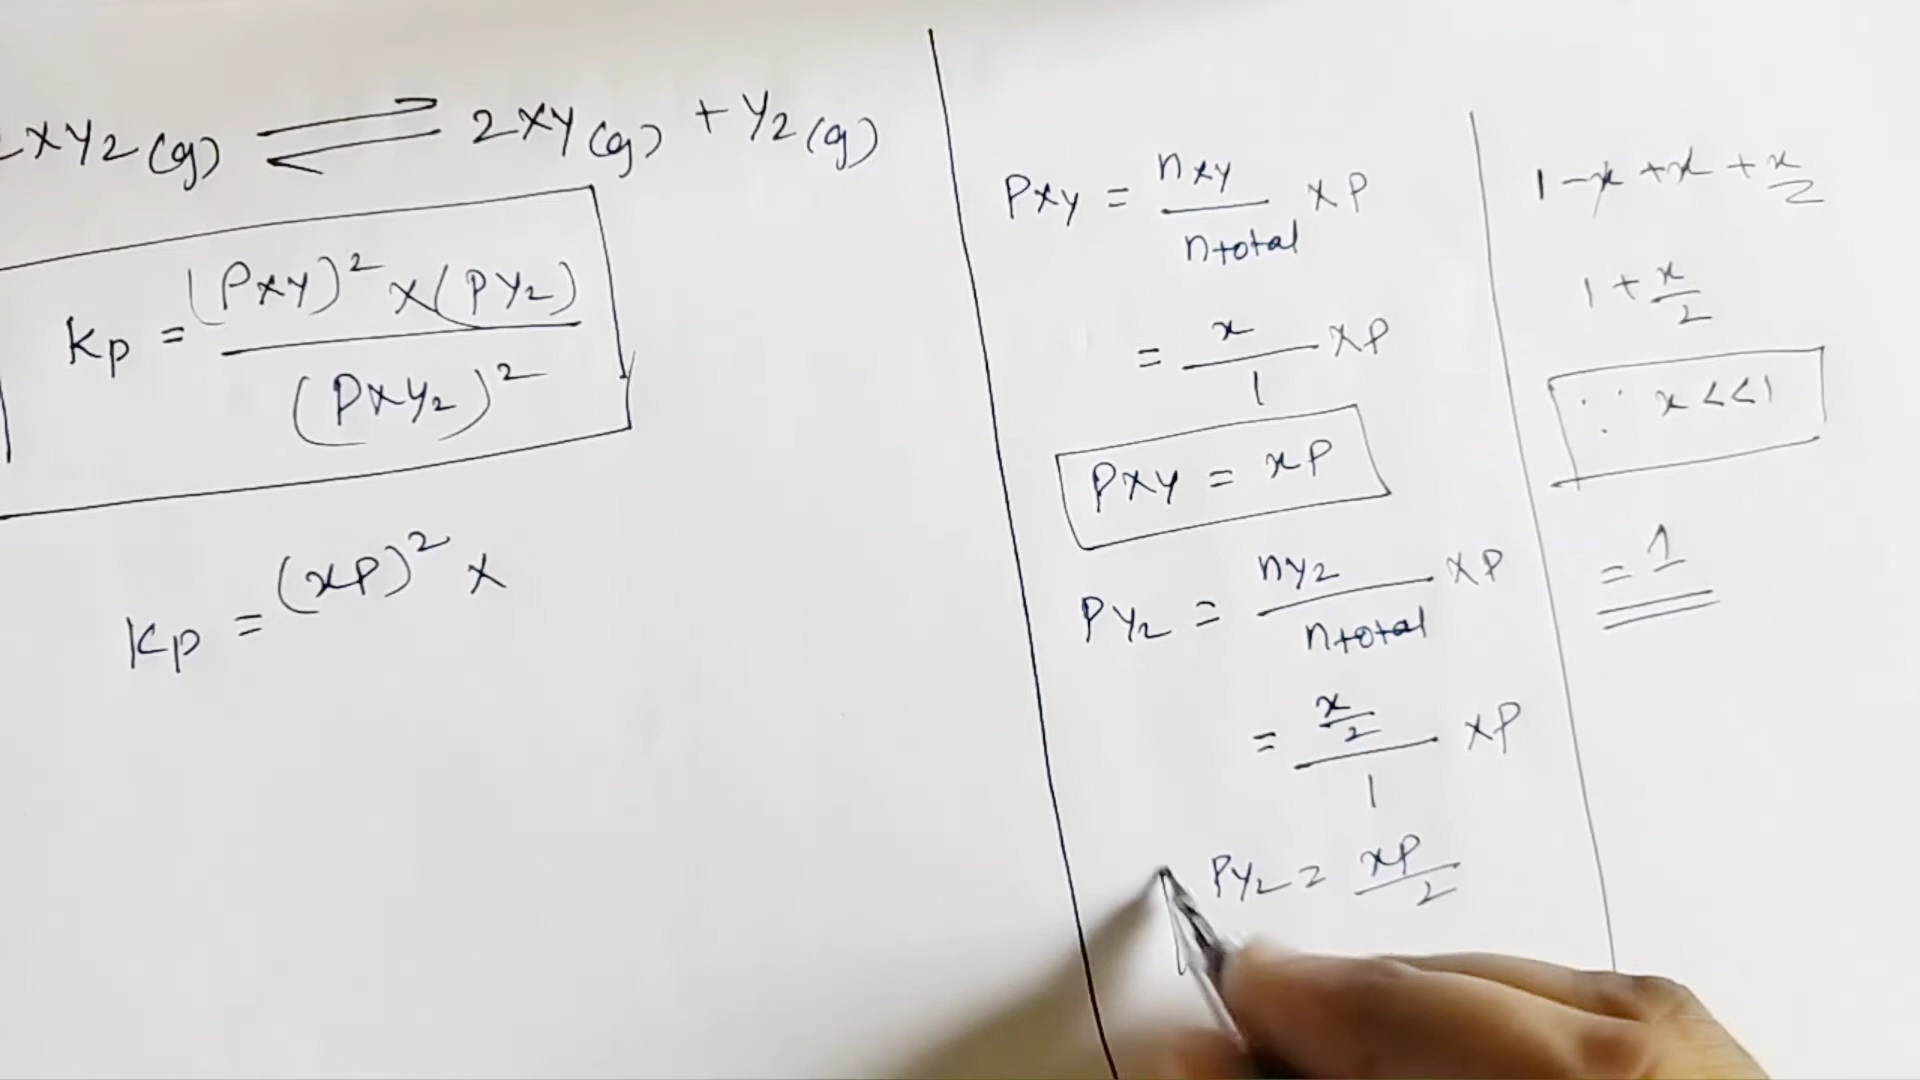 2XY2(g) ⇌ 2XY(g) + Y2(g)
Kp = (PXY)² × (PY2)
(PXY2)²
Kp = (xP)² ×
PXY = nXY / ntotal × P
= x / 1 × P
PXY = xP
PY2 = nY2 / ntotal × P
= x/2 / 1 × P
PY2 = xP / 2
1 - x + x + x/2
1 + x/2
∵ x << 1
= 1